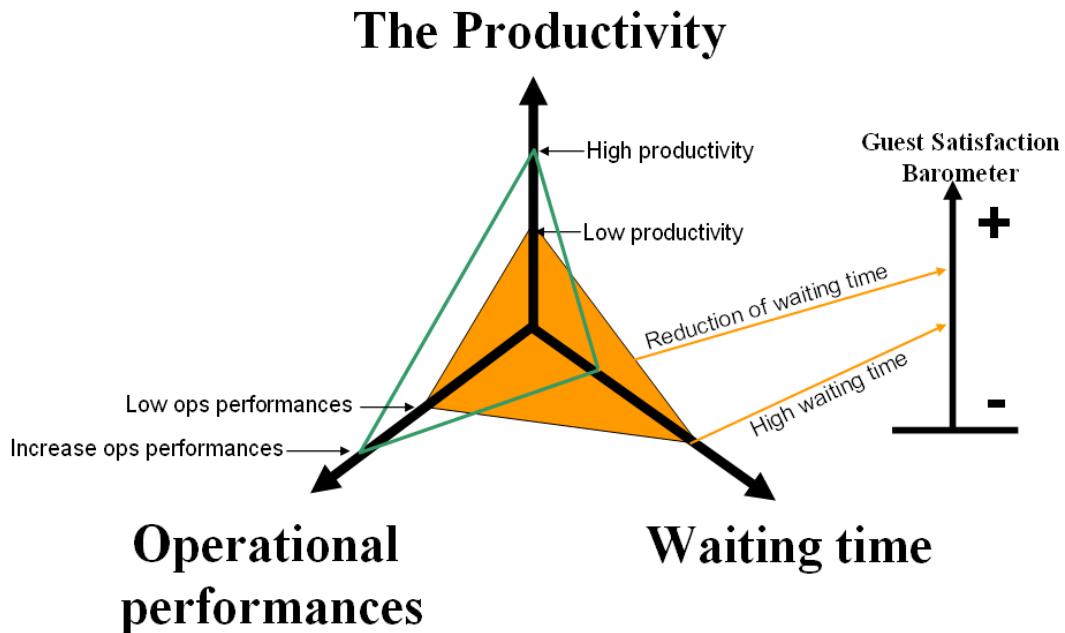 The Productivity
High productivity
Guest Satisfaction
Barometer
+
Low productivity
Reduction of waiting time
High waiting time
-
Low ops performances
Increase ops performances
Operational
performances
Waiting time